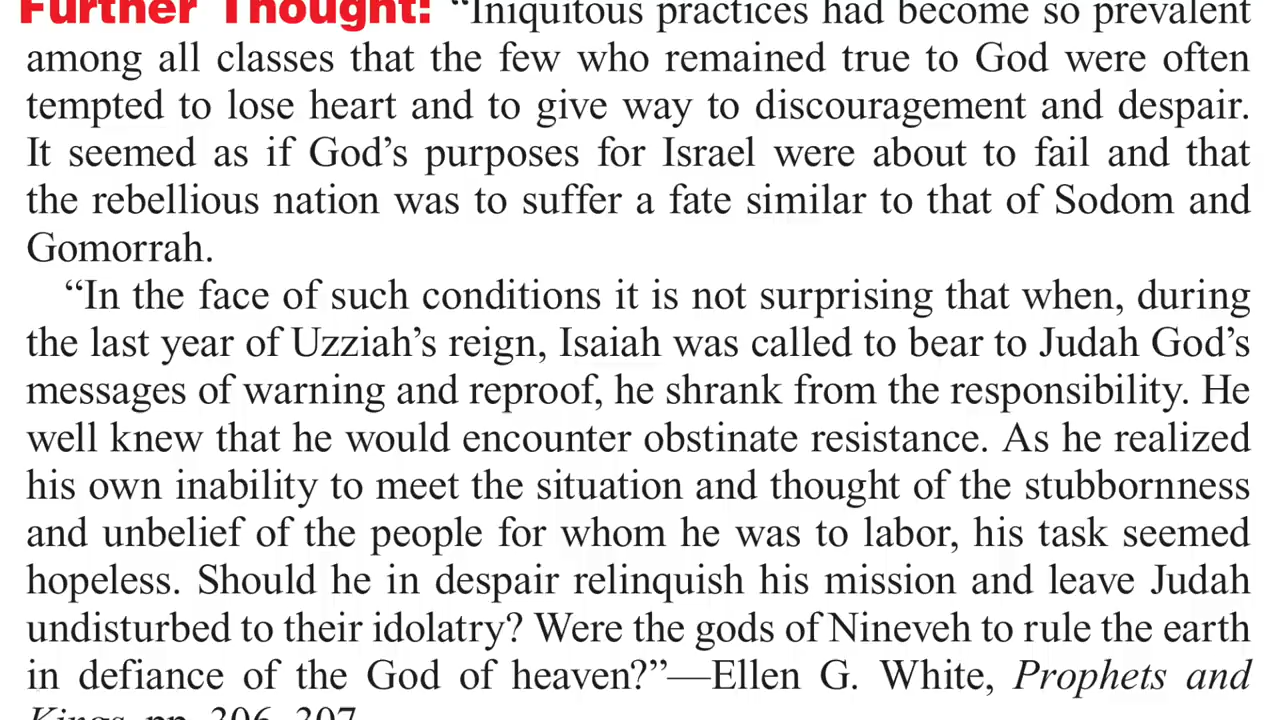 Further Thought: “Iniquitous practices had become so prevalent
among all classes that the few who remained true to God were often
tempted to lose heart and to give way to discouragement and despair.
It seemed as if God’s purposes for Israel were about to fail and that
the rebellious nation was to suffer a fate similar to that of Sodom and
Gomorrah.
“In the face of such conditions it is not surprising that when, during
the last year of Uzziah’s reign, Isaiah was called to bear to Judah God’s
messages of warning and reproof, he shrank from the responsibility. He
well knew that he would encounter obstinate resistance. As he realized
his own inability to meet the situation and thought of the stubbornness
and unbelief of the people for whom he was to labor, his task seemed
hopeless. Should he in despair relinquish his mission and leave Judah
undisturbed to their idolatry? Were the gods of Nineveh to rule the earth
in defiance of the God of heaven?”—Ellen G. White, Prophets and
Kings, pp. 306, 307